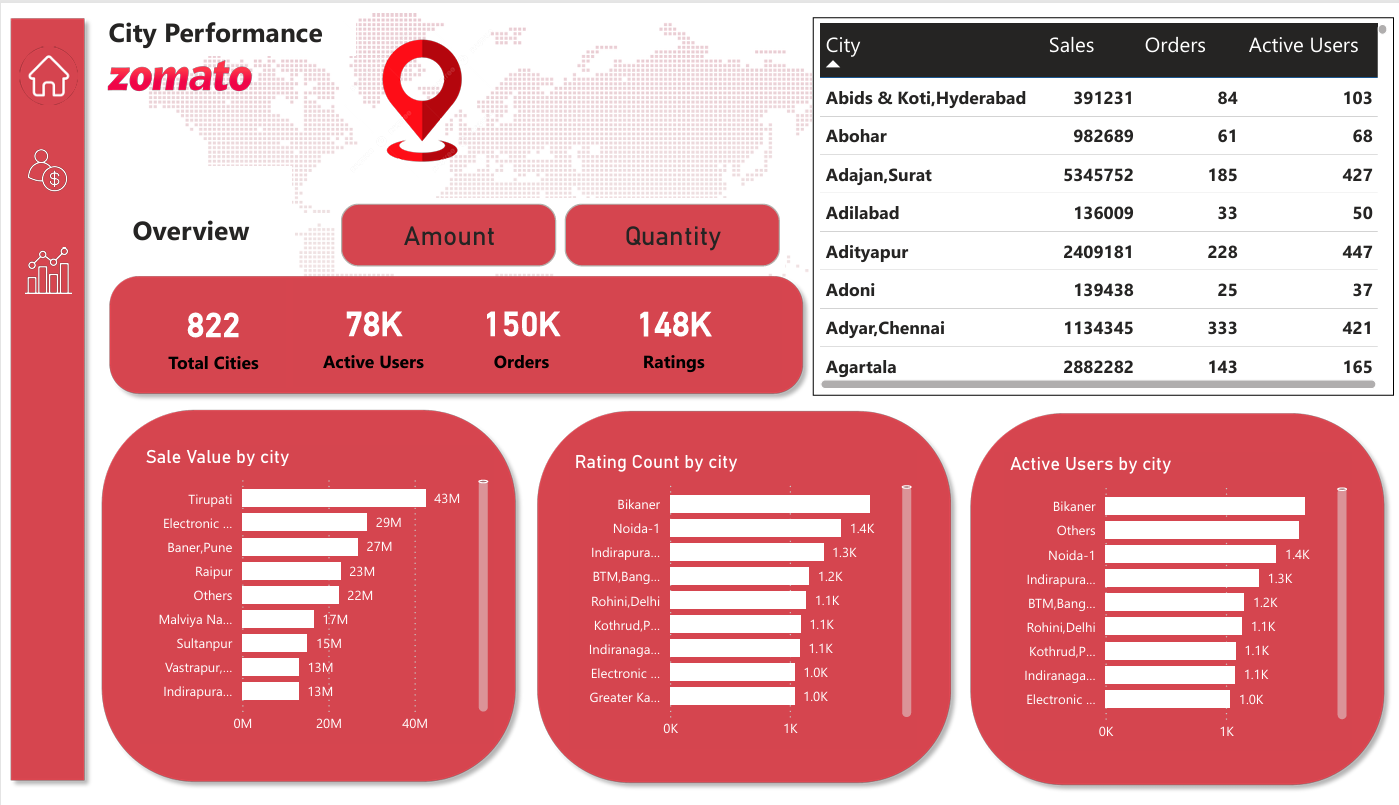 City Performance
zomato
City Sales Orders Active Users
Abids & Koti,Hyderabad 391231 84 103
Abohar 982689 61 68
Adajan,Surat 5345752 185 427
Adilabad 136009 33 50
Adityapur 2409181 228 447
Adoni 139438 25 37
Adyar,Chennai 1134345 333 421
Agartala 2882282 143 165
Overview
Amount
Quantity
822 78K 150K 148K
Total Cities Active Users Orders Ratings
Sale Value by city
Tirupati 43M
Electronic ... 29M
Baner,Pune 27M
Raipur 23M
Others 22M
Malviya Na... 17M
Sultanpur 15M
Vastrapur,... 13M
Indirapura... 13M
0M 20M 40M
Rating Count by city
Bikaner
Noida-1 1.4K
Indirapura... 1.3K
BTM,Bang... 1.2K
Rohini,Delhi 1.1K
Kothrud,P... 1.1K
Indiranaga... 1.1K
Electronic ... 1.0K
Greater Ka... 1.0K
0K 1K
Active Users by city
Bikaner
Others
Noida-1 1.4K
Indirapura... 1.3K
BTM,Bang... 1.2K
Rohini,Delhi 1.1K
Kothrud,P... 1.1K
Indiranaga... 1.1K
Electronic ... 1.0K
0K 1K